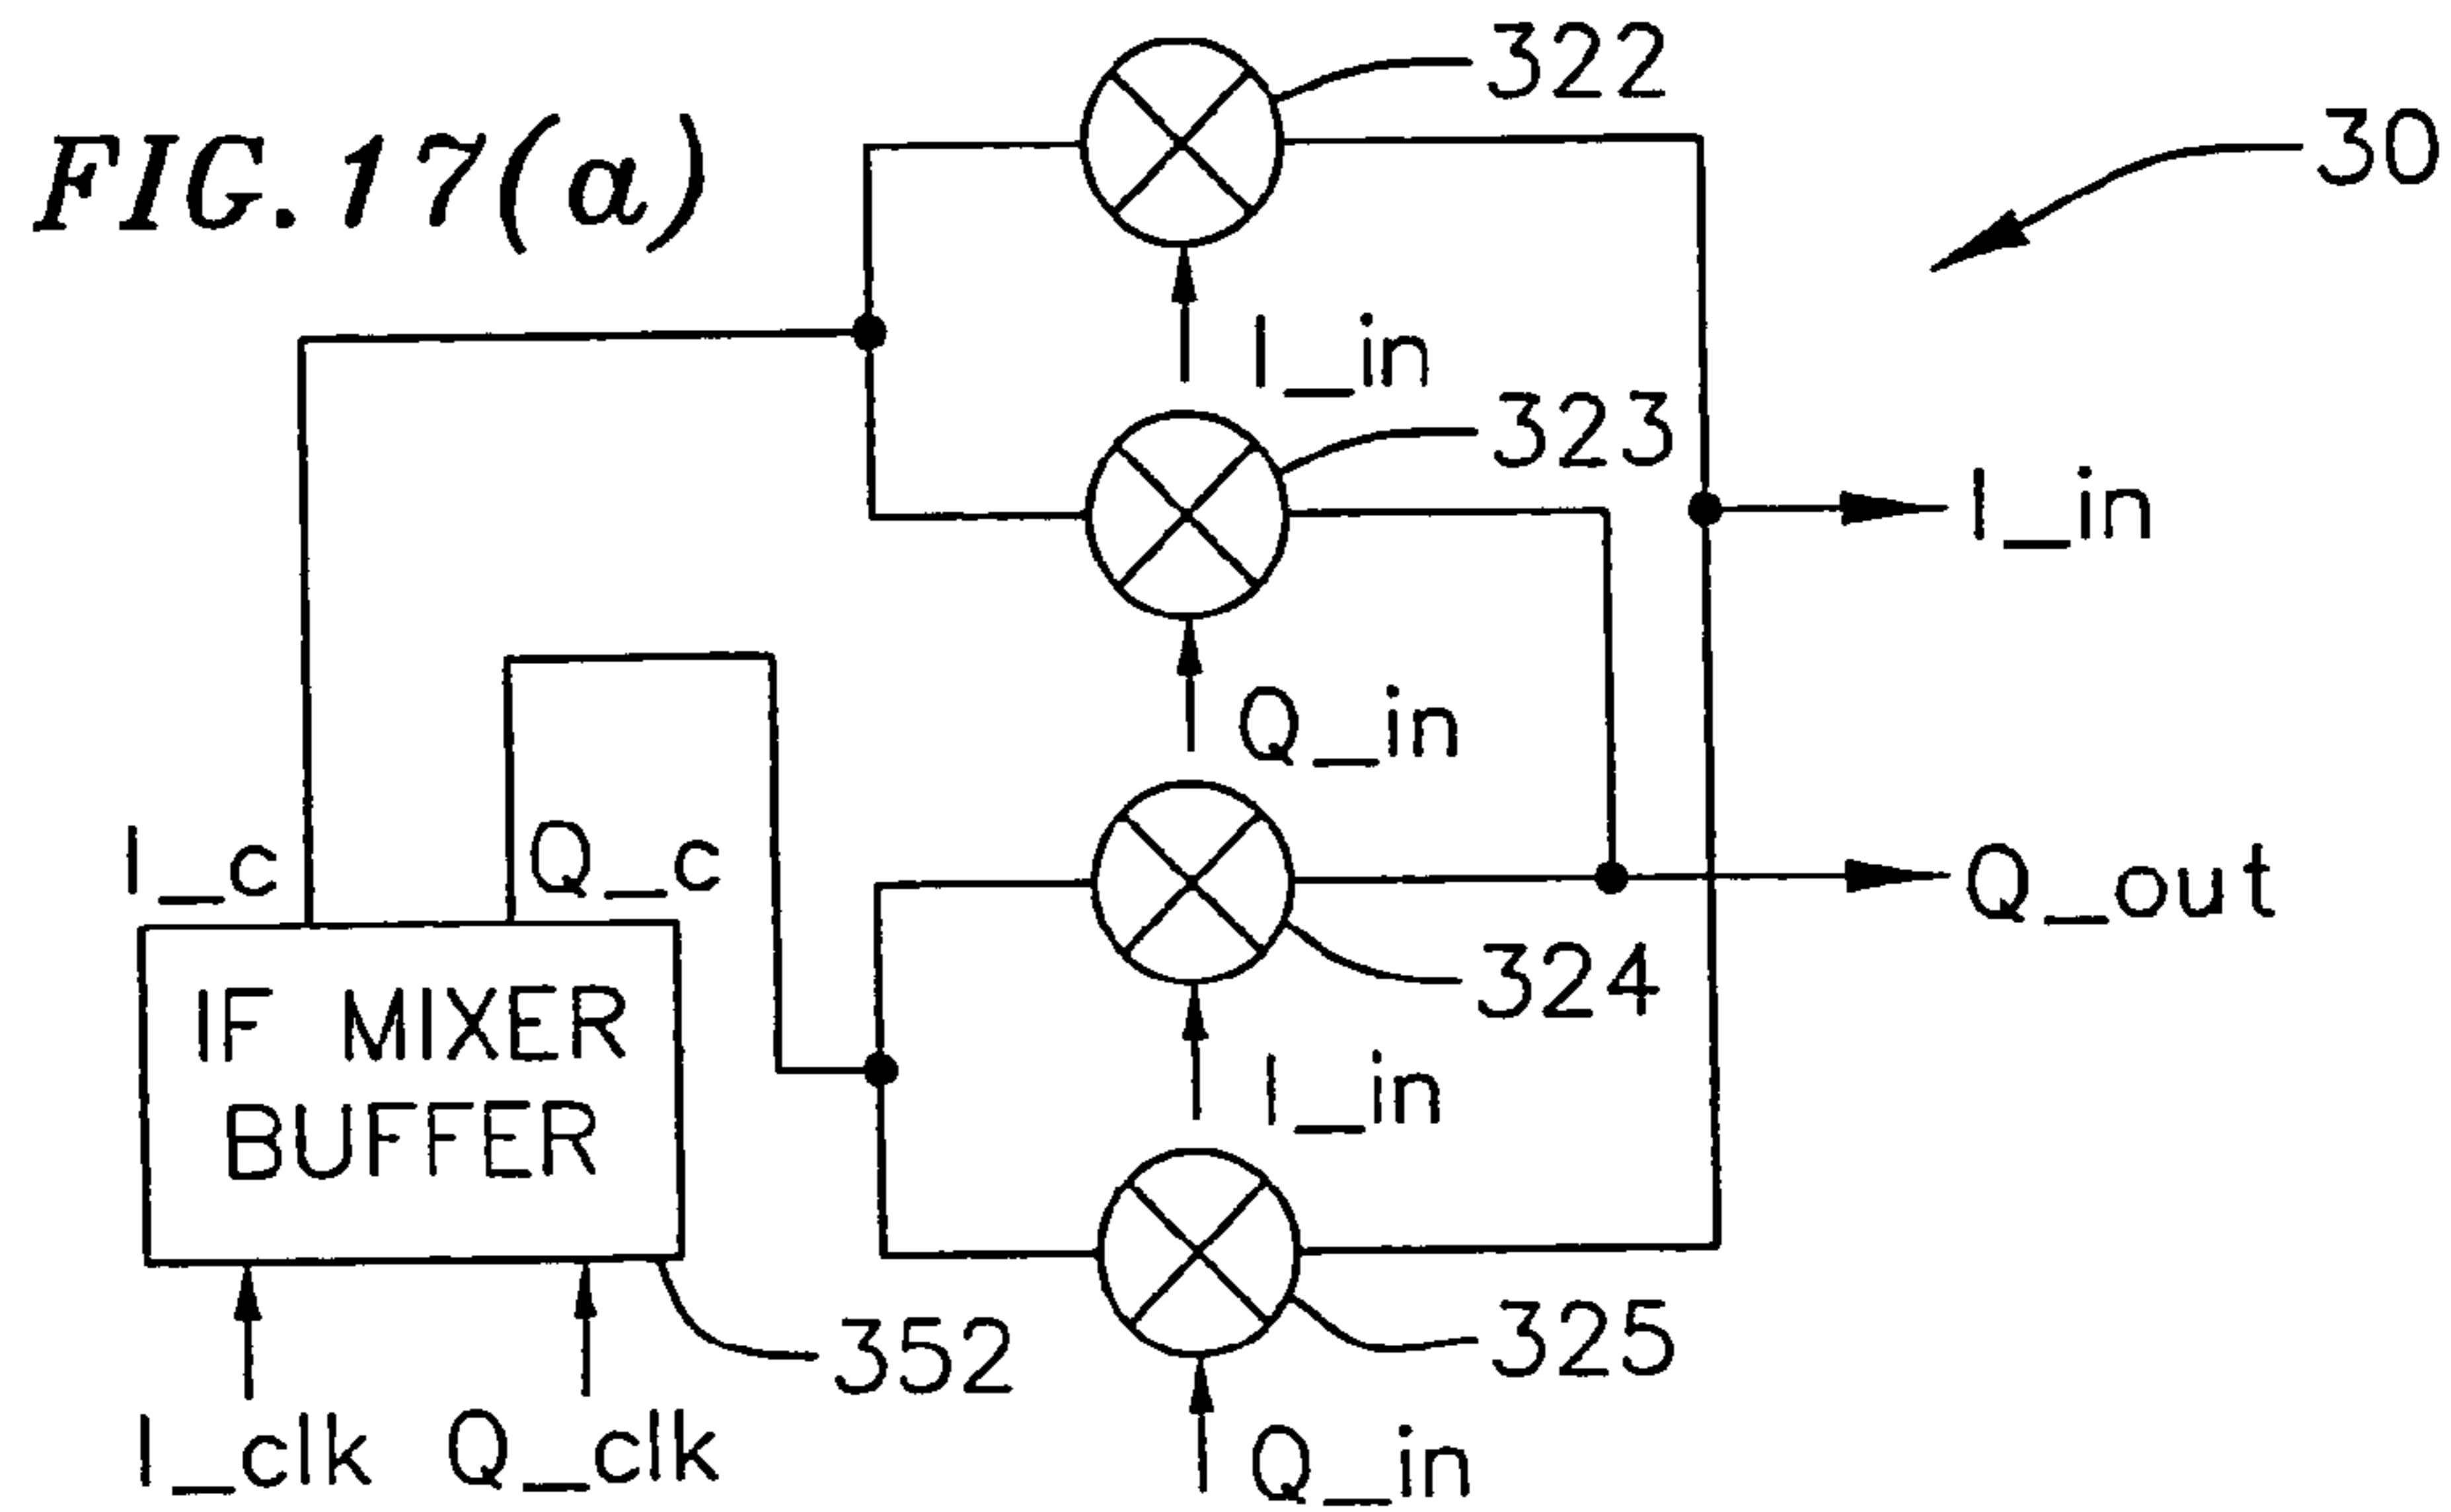 FIG. 17(a)
322
30
I_in
323
I_in
Q_in
I_c
Q_c
Q_out
IF MIXER
BUFFER
324
I_in
352
325
I_clk
Q_clk
Q_in